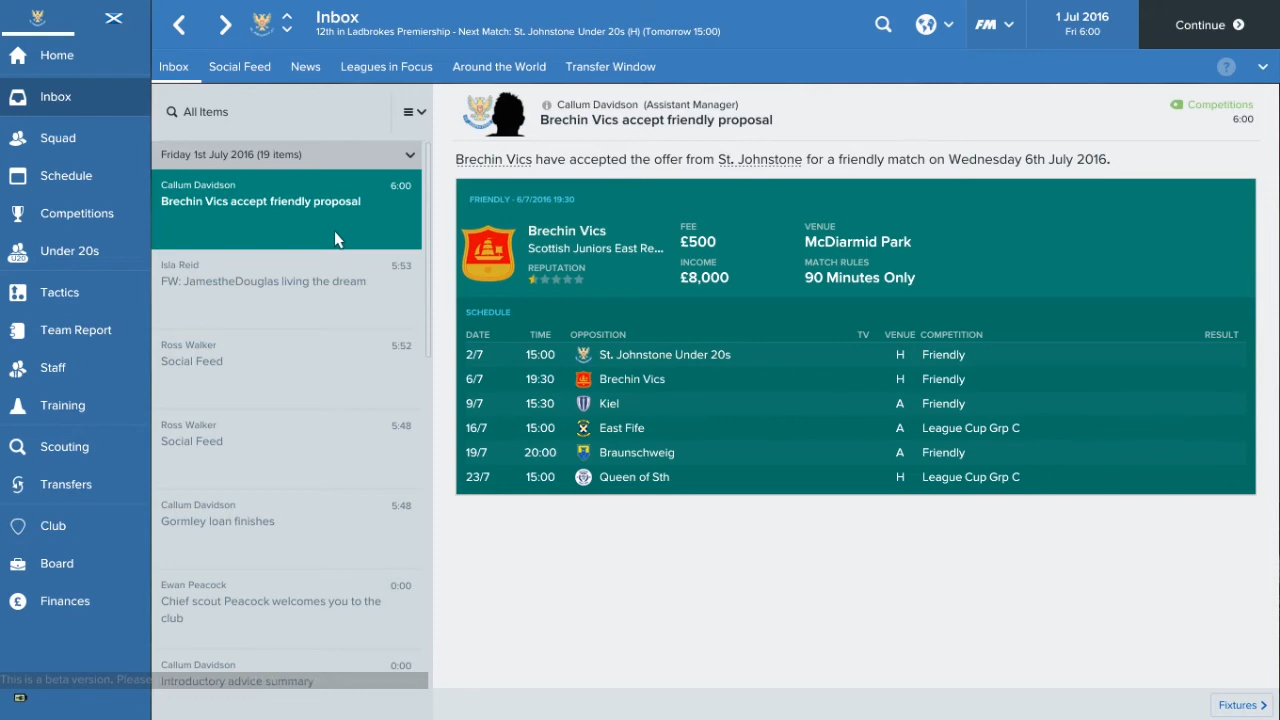 Inbox
12th in Ladbrokes Premiership - Next Match: St. Johnstone Under 20s (H) (Tomorrow 15:00)
FM
1 Jul 2016
Fri 6:00
Continue
Home
Inbox
Squad
Schedule
Competitions
U20
Under 20s
Tactics
Team Report
Staff
Training
Scouting
Transfers
Club
Board
£ Finances
This is a beta version. Please
Inbox Social Feed News Leagues in Focus Around the World Transfer Window ?
All Items
Friday 1st July 2016 (19 items)
Callum Davidson 6:00
Brechin Vics accept friendly proposal
Isla Reid 5:53
FW: JamestheDouglas living the dream
Ross Walker 5:52
Social Feed
Ross Walker 5:48
Social Feed
Callum Davidson 5:48
Gormley loan finishes
Ewan Peacock 0:00
Chief scout Peacock welcomes you to the
club
Callum Davidson 0:00
Introductory advice summary
Callum Davidson (Assistant Manager) Competitions
Brechin Vics accept friendly proposal 6:00
Brechin Vics have accepted the offer from St. Johnstone for a friendly match on Wednesday 6th July 2016.
FRIENDLY - 6/7/2016 19:30
Brechin Vics
Scottish Juniors East Re...
REPUTATION
FEE
£500
INCOME
£8,000
VENUE
McDiarmid Park
MATCH RULES
90 Minutes Only
SCHEDULE
DATE TIME OPPOSITION TV VENUE COMPETITION RESULT
2/7 15:00 St. Johnstone Under 20s H Friendly
6/7 19:30 Brechin Vics H Friendly
9/7 15:30 Kiel A Friendly
16/7 15:00 East Fife A League Cup Grp C
19/7 20:00 Braunschweig A Friendly
23/7 15:00 Queen of Sth H League Cup Grp C
Fixtures